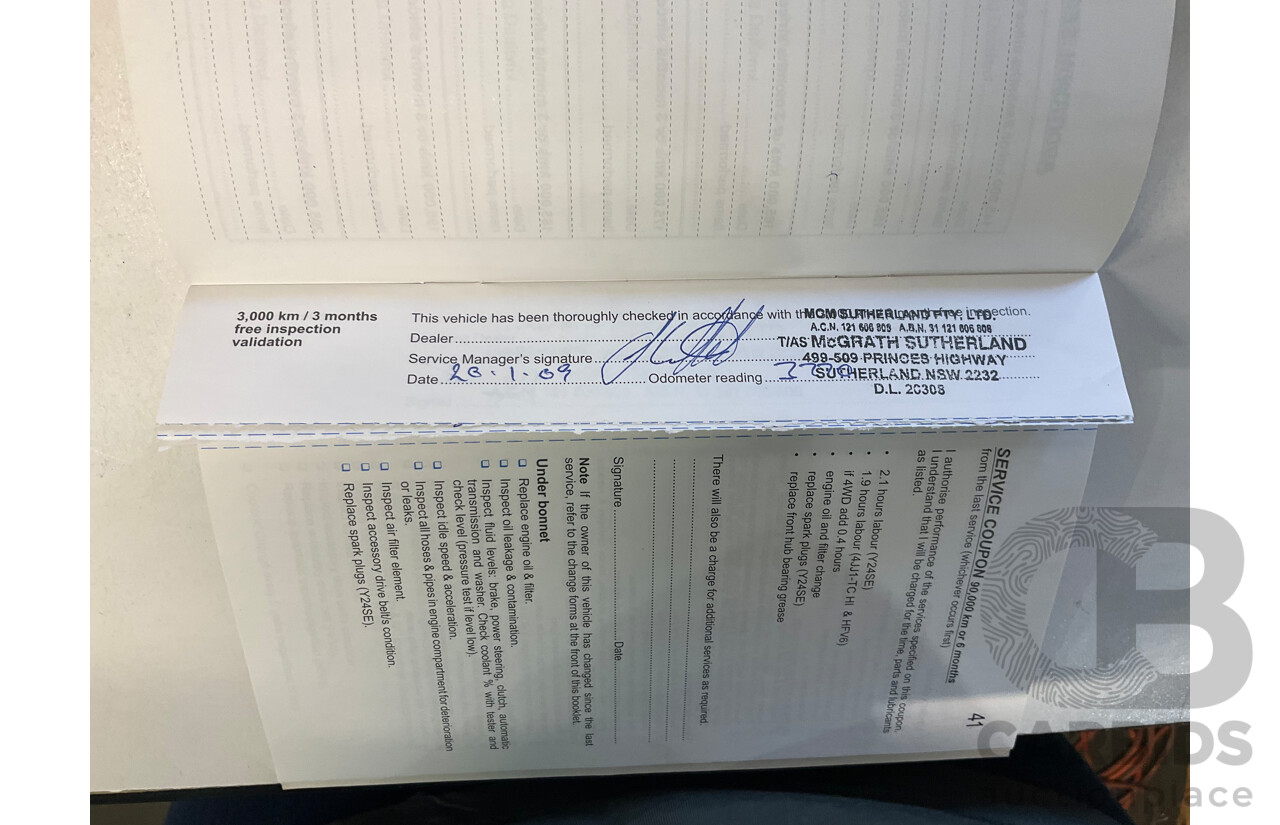 3,000 km / 3 months
free inspection
validation
This vehicle has been thoroughly checked in accordance with the free inspection.
Dealer
Service Manager's signature
Date 20.1.09 Odometer reading
MCM SUTHERLAND PTY. LTD.
A.C.N. 121 606 809 A.B.N. 31 121 606 808
T/AS McGRATH SUTHERLAND
499-509 PRINCES HIGHWAY
SUTHERLAND NSW 2232
D.L. 20308
SERVICE COUPON 90,000 km or 6 months
from the last service (whichever occurs first)
41
I authorise performance of the services specified on this coupon.
I understand that I will be charged for the time, parts and lubricants
as listed.
• 2.1 hours labour (Y24SE)
• 1.9 hours labour (4JJ1-TC HI & HFV6)
• if 4WD add 0.4 hours
• engine oil and filter change
• replace spark plugs (Y24SE)
• replace front hub bearing grease
There will also be a charge for additional services as required.
Signature Date
Note If the owner of this vehicle has changed since the last
service, refer to the change forms at the front of this booklet.
Under bonnet
❑ Replace engine oil & filter.
❑ Inspect oil leakage & contamination.
❑ Inspect fluid levels: brake, power steering, clutch, automatic
transmission and washer. Check coolant % with tester and
check level (pressure test if level low).
❑ Inspect idle speed & acceleration.
❑ Inspect all hoses & pipes in engine compartment for deterioration
or leaks.
❑ Inspect air filter element.
❑ Inspect accessory drive belt/s condition.
❑ Replace spark plugs (Y24SE).
CARBIDS
auction place